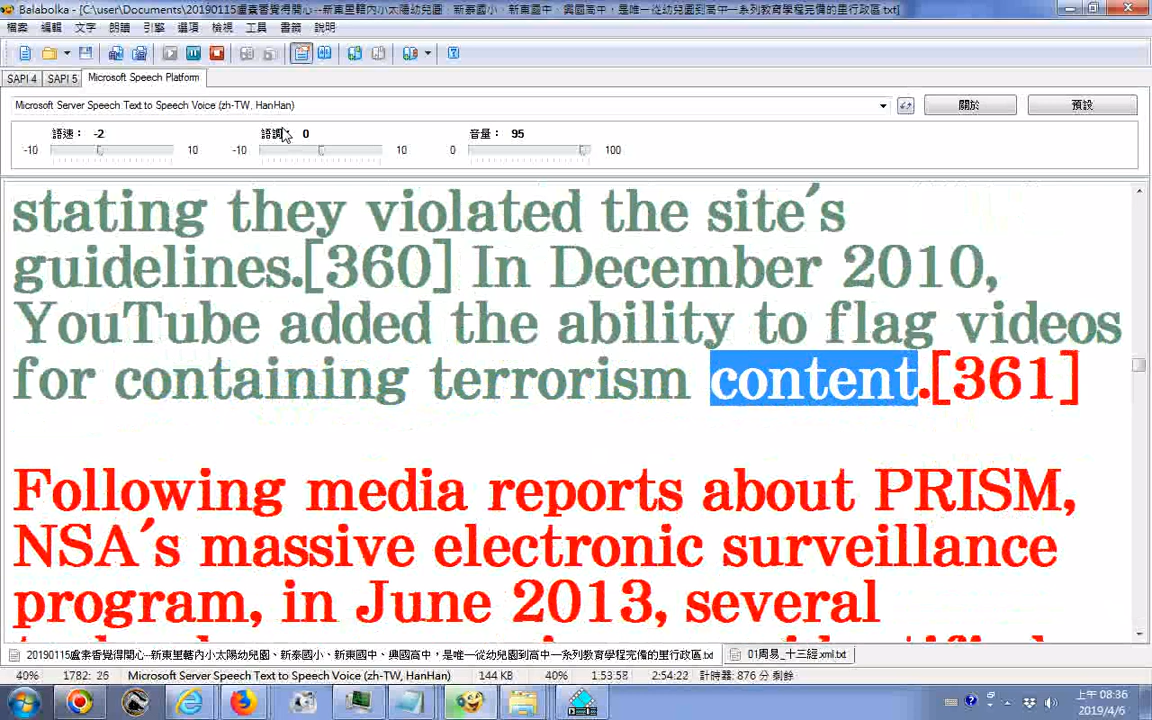 Balabolka - [C:\user\Documents\20190115盧素香覺得開心--新東里轄內小太陽幼兒園、新泰國小、新東國中、興國高中，是唯一從幼兒園到高中一系列教育學程完備的里行政區.txt]
檔案 編輯 文字 朗讀 引擎 選項 檢視 工具 書籤 說明
SAPI 4 SAPI 5 Microsoft Speech Platform
Microsoft Server Speech Text to Speech Voice (zh-TW, HanHan) 關於 預設
語速： -2 語調： 0 音量： 95
-10 10 -10 10 0 100
stating they violated the site's
guidelines.[360] In December 2010,
YouTube added the ability to flag videos
for containing terrorism content.[361]
Following media reports about PRISM,
NSA's massive electronic surveillance
program, in June 2013, several
20190115盧素香覺得開心--新東里轄內小太陽幼兒園、新泰國小、新東國中、興國高中，是唯一從幼兒園到高中一系列教育學程完備的里行政區.txt 01周易_十三經.xml.txt
40% 1782: 26 Microsoft Server Speech Text to Speech Voice (zh-TW, HanHan) 144 KB 40% 1:53:58 2:54:22 計時器: 876 分 剩餘
上午 08:36
2019/4/6